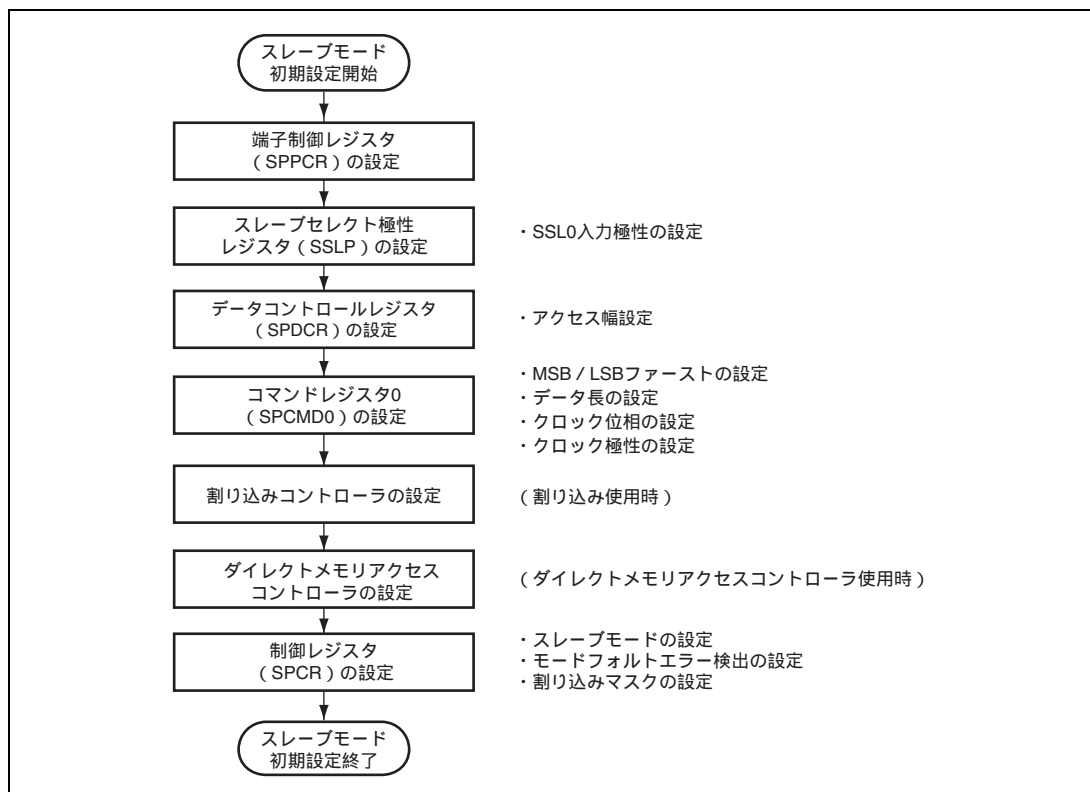 スレーブモード
初期設定開始
端子制御レジスタ
（SPPCR）の設定
スレーブセレクト極性
レジスタ（SSLP）の設定
・SSL0入力極性の設定
データコントロールレジスタ
（SPDCR）の設定
・アクセス幅設定
コマンドレジスタ0
（SPCMD0）の設定
・MSB／LSBファーストの設定
・データ長の設定
・クロック位相の設定
・クロック極性の設定
割り込みコントローラの設定
（割り込み使用時）
ダイレクトメモリアクセス
コントローラの設定
（ダイレクトメモリアクセスコントローラ使用時）
制御レジスタ
（SPCR）の設定
・スレーブモードの設定
・モードフォルトエラー検出の設定
・割り込みマスクの設定
スレーブモード
初期設定終了